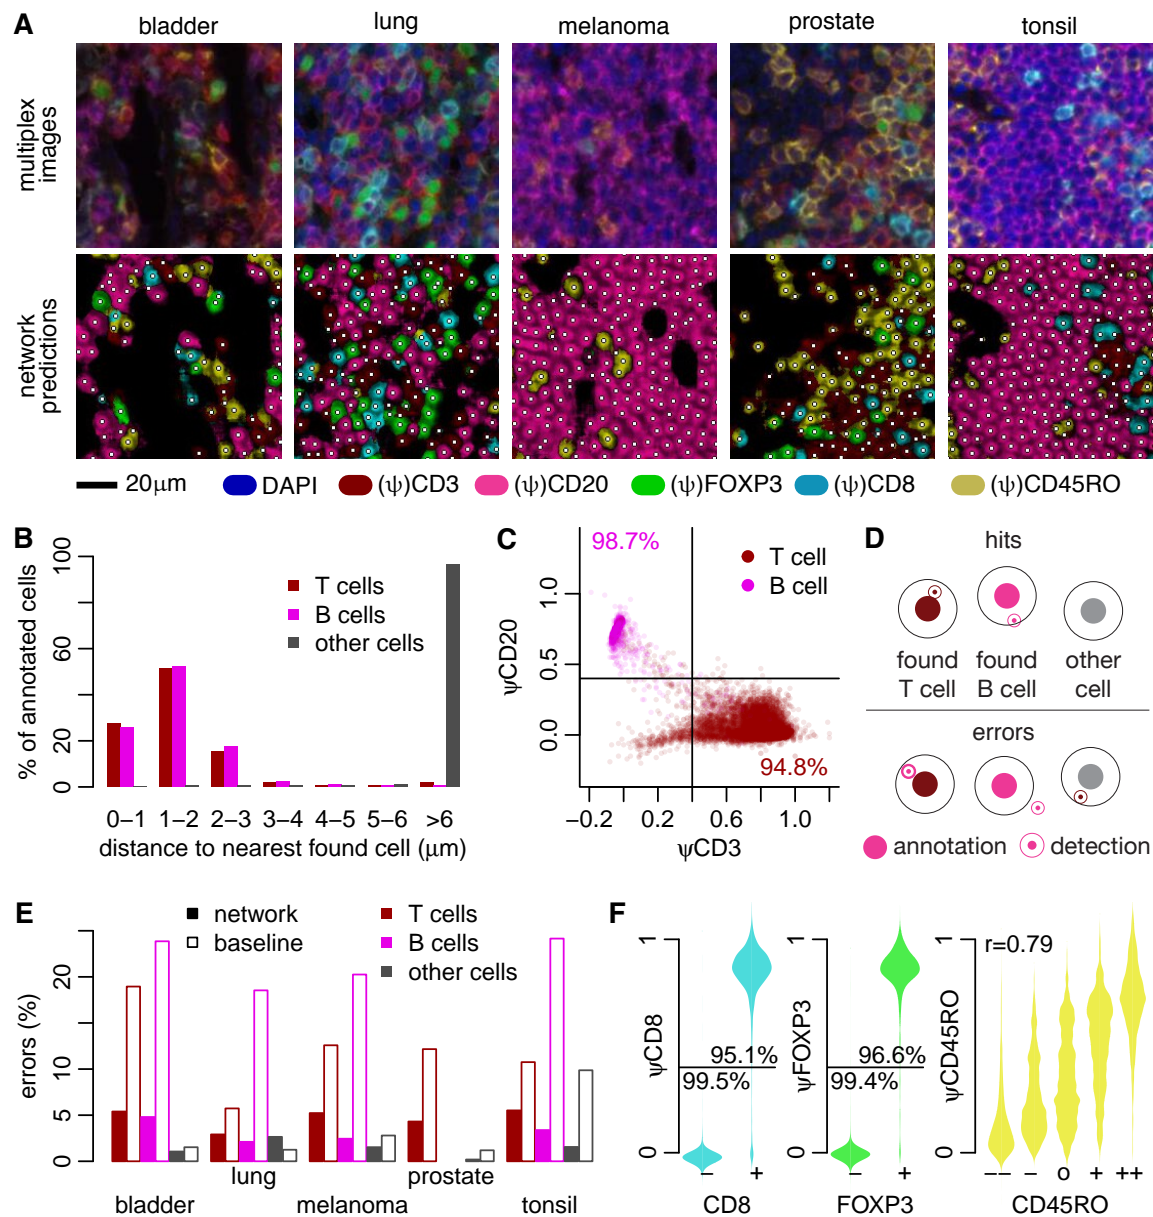 A
bladder
lung
melanoma
prostate
tonsil
multiplex
images
network
predictions
20μm
DAPI
(ψ)CD3
(ψ)CD20
(ψ)FOXP3
(ψ)CD8
(ψ)CD45RO
B
% of annotated cells
100
60
20
0
T cells
B cells
other cells
0–1
1–2
2–3
3–4
4–5
5–6
>6
distance to nearest found cell (μm)
C
98.7%
T cell
B cell
ψCD20
1.0
0.5
0.0
94.8%
−0.2
0.2
0.6
1.0
ψCD3
D
hits
found
T cell
found
B cell
other
cell
errors
annotation
detection
E
network
baseline
T cells
B cells
other cells
errors (%)
20
10
5
0
bladder
lung
melanoma
prostate
tonsil
F
ψCD8
1
0
95.1%
99.5%
−
+
CD8
ψFOXP3
1
0
96.6%
99.4%
−
+
FOXP3
ψCD45RO
1
0
r=0.79
−−
−
o
+
++
CD45RO